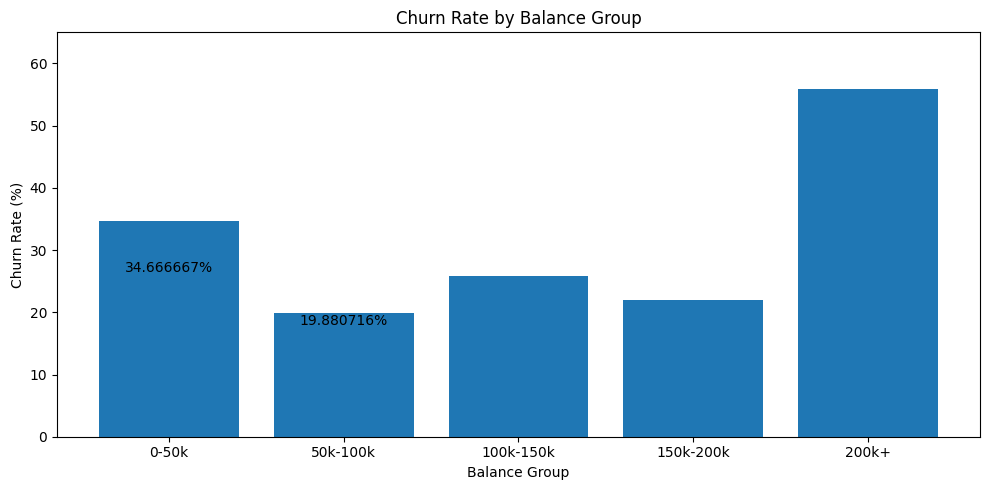 Churn Rate by Balance Group
60
50
40
30
20
10
0
Churn Rate (%)
34.666667%
19.880716%
0-50k 50k-100k 100k-150k 150k-200k 200k+
Balance Group